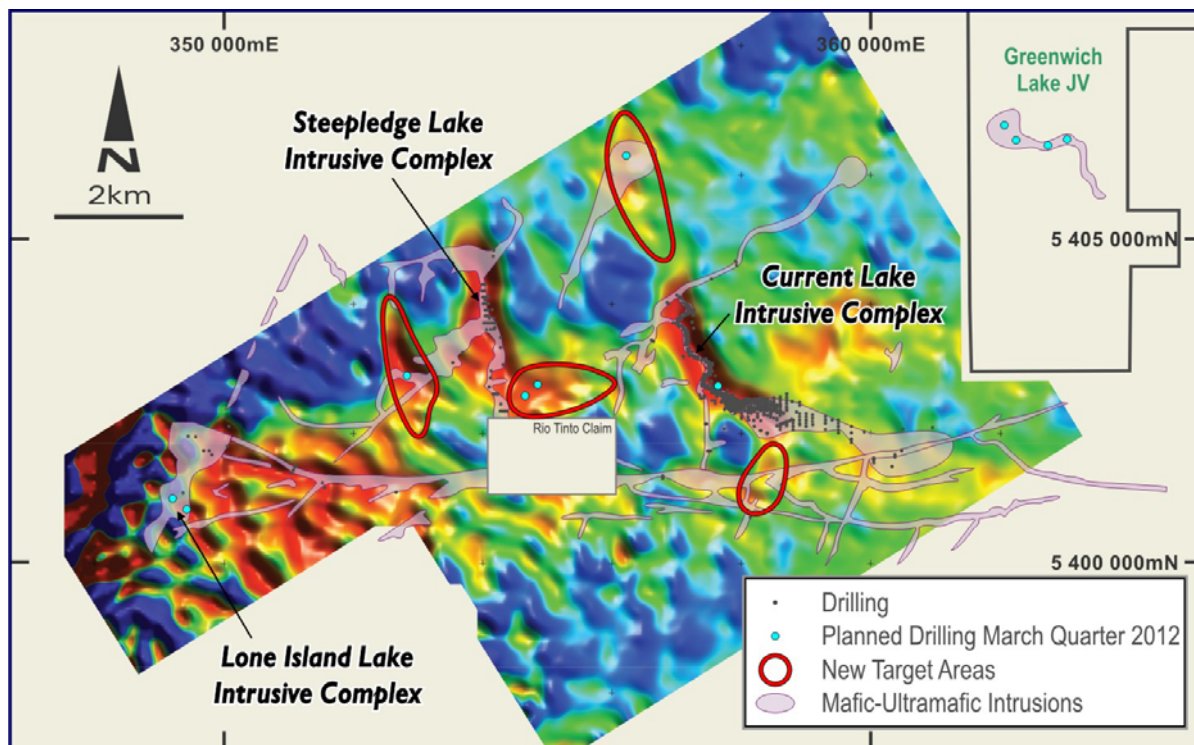 350 000mE
360 000mE
Greenwich
Lake JV
Steepledge Lake
Intrusive Complex
N
2km
5 405 000mN
Current Lake
Intrusive Complex
Rio Tinto Claim
5 400 000mN
Lone Island Lake
Intrusive Complex
Drilling
Planned Drilling March Quarter 2012
New Target Areas
Mafic-Ultramafic Intrusions